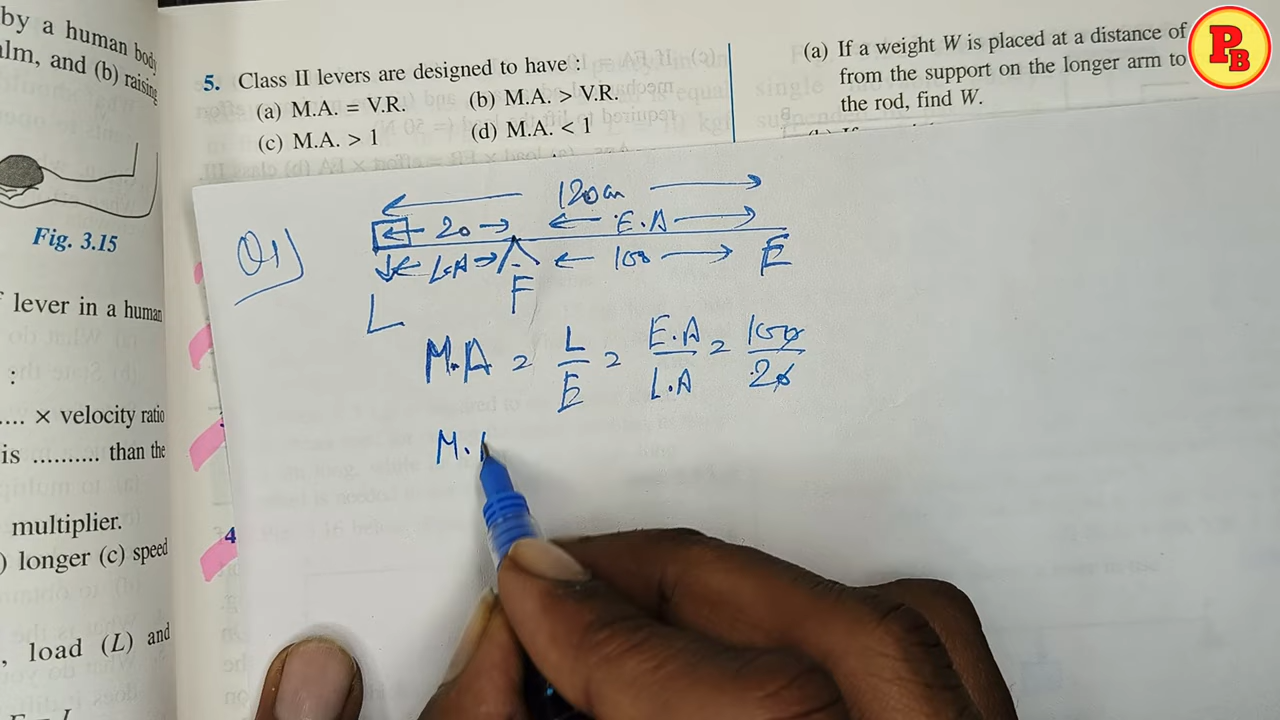 by a human body
alm, and (b) raising
Fig. 3.15
lever in a human
:
.... × velocity ratio
is .......... than the
multiplier.
) longer (c) speed
, load (L) and
5. Class II levers are designed to have :
(a) M.A. = V.R. (b) M.A. > V.R.
(c) M.A. > 1 (d) M.A. < 1
(a) If a weight W is placed at a distance of
from the support on the longer arm to
the rod, find W.
PB
4
Q1)
120cm
20 E.A
L.A 100 E
F
L
M.A = L/E = E.A/L.A = 100/20
M.